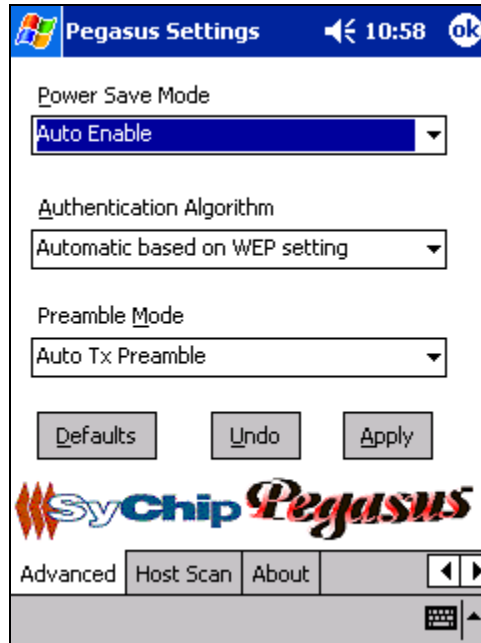 Pegasus Settings 10:58 ok
Power Save Mode
Auto Enable
Authentication Algorithm
Automatic based on WEP setting
Preamble Mode
Auto Tx Preamble
Defaults Undo Apply
SyChip Pegasus
Advanced Host Scan About